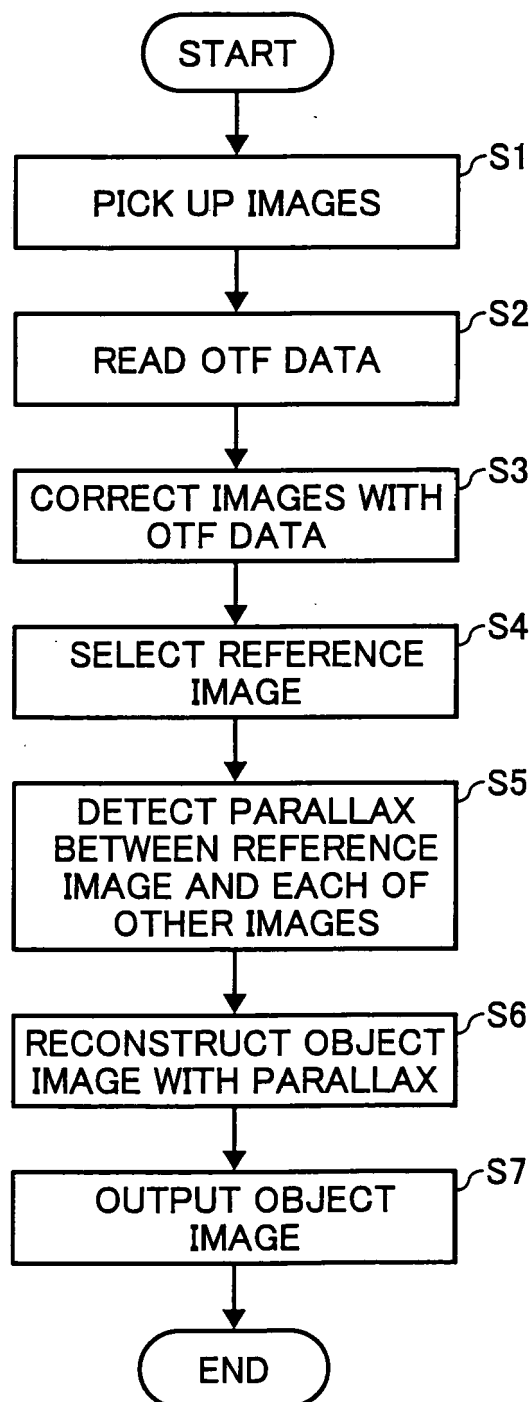 START
S1
PICK UP IMAGES
S2
READ OTF DATA
S3
CORRECT IMAGES WITH
OTF DATA
S4
SELECT REFERENCE
IMAGE
S5
DETECT PARALLAX
BETWEEN REFERENCE
IMAGE AND EACH OF
OTHER IMAGES
S6
RECONSTRUCT OBJECT
IMAGE WITH PARALLAX
S7
OUTPUT OBJECT
IMAGE
END